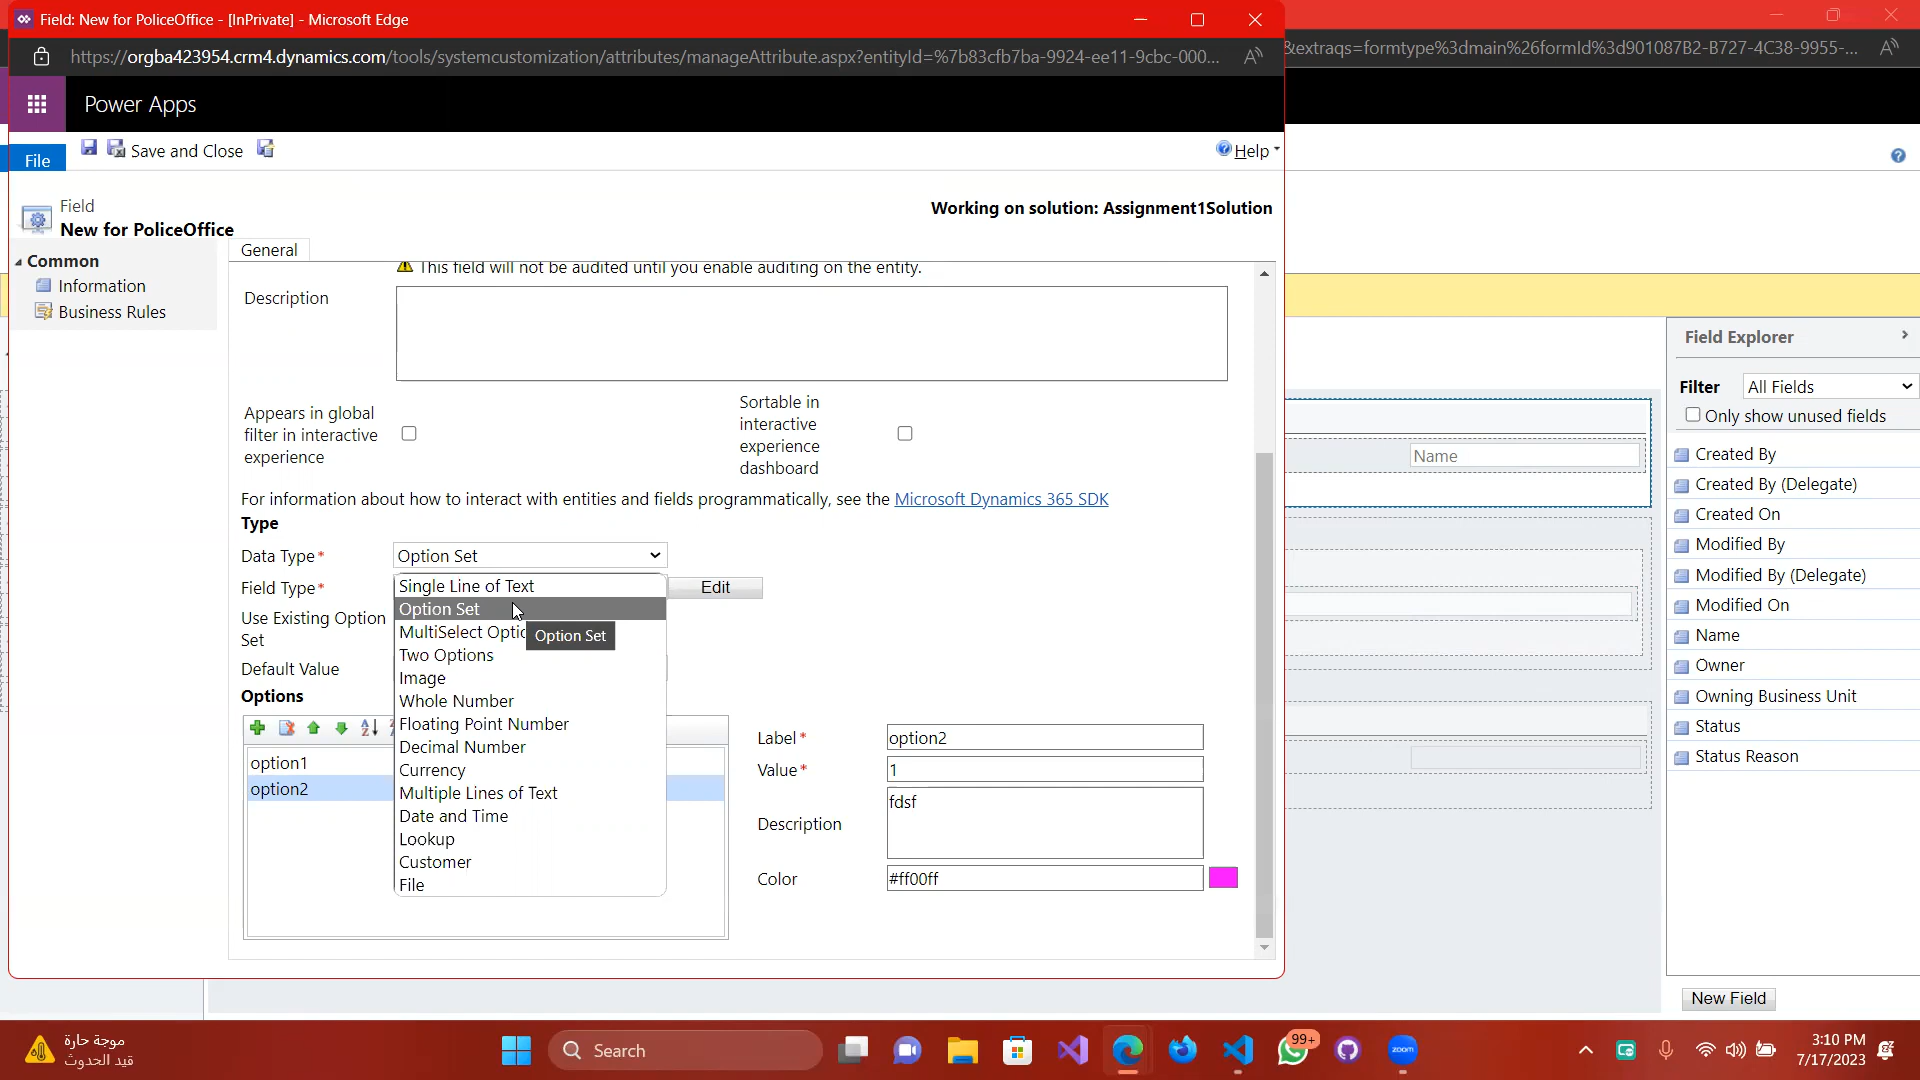 Field: New for PoliceOffice - [InPrivate] - Microsoft Edge
https://orgba423954.crm4.dynamics.com/tools/systemcustomization/attributes/manageAttribute.aspx?entityId=%7b83cfb7ba-9924-ee11-9cbc-000...
&extraqs=formtype%3dmain%26formId%3d901087B2-B727-4C38-9955-...
Power Apps
File
Save and Close
Help
Field
New for PoliceOffice
Working on solution: Assignment1Solution
Common
Information
Business Rules
General
This field will not be audited until you enable auditing on the entity.
Description
Appears in global
filter in interactive
experience
Sortable in
interactive
experience
dashboard
For information about how to interact with entities and fields programmatically, see the Microsoft Dynamics 365 SDK
Type
Data Type*
Option Set
Field Type*
Edit
Use Existing Option
Set
Default Value
Options
Single Line of Text
Option Set
MultiSelect Optio
Option Set
Two Options
Image
Whole Number
Floating Point Number
Decimal Number
Currency
Multiple Lines of Text
Date and Time
Lookup
Customer
File
option1
option2
Label*
option2
Value*
1
Description
fdsf
Color
#ff00ff
Name
Field Explorer
Filter
All Fields
Only show unused fields
Created By
Created By (Delegate)
Created On
Modified By
Modified By (Delegate)
Modified On
Name
Owner
Owning Business Unit
Status
Status Reason
New Field
موجة حارة
قيد الحدوث
Search
99+
zoom
3:10 PM
7/17/2023